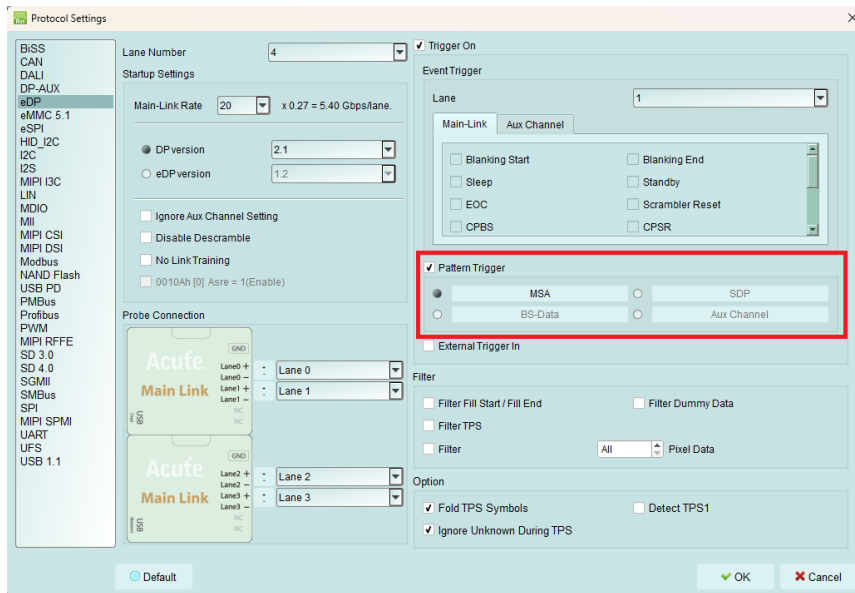 Protocol Settings
BiSS
CAN
DALI
DP-AUX
eDP
eMMC 5.1
eSPI
HID_I2C
I2C
I2S
MIPI I3C
LIN
MDIO
MII
MIPI CSI
MIPI DSI
Modbus
NAND Flash
USB PD
PMBus
Profibus
PWM
MIPI RFFE
SD 3.0
SD 4.0
SGMII
SMBus
SPI
MIPI SPMI
UART
UFS
USB 1.1
Lane Number 4
Startup Settings
Main-Link Rate 20 x 0.27 = 5.40 Gbps/lane.
DP version 2.1
eDP version 1.2
Ignore Aux Channel Setting
Disable Descramble
No Link Training
0010Ah [0] Asre = 1(Enable)
Probe Connection
Acute
Main Link
GND
Lane0 +
Lane0 –
Lane1 +
Lane1 –
NC
NC
USB
: Lane 0
: Lane 1
Acute
Main Link
GND
Lane2 +
Lane2 –
Lane3 +
Lane3 –
NC
NC
USB
: Lane 2
: Lane 3
Default
Trigger On
Event Trigger
Lane 1
Main-Link Aux Channel
Blanking Start Blanking End
Sleep Standby
EOC Scrambler Reset
CPBS CPSR
Pattern Trigger
MSA SDP
BS-Data Aux Channel
External Trigger In
Filter
Filter Fill Start / Fill End Filter Dummy Data
Filter TPS
Filter All Pixel Data
Option
Fold TPS Symbols Detect TPS1
Ignore Unknown During TPS
OK Cancel